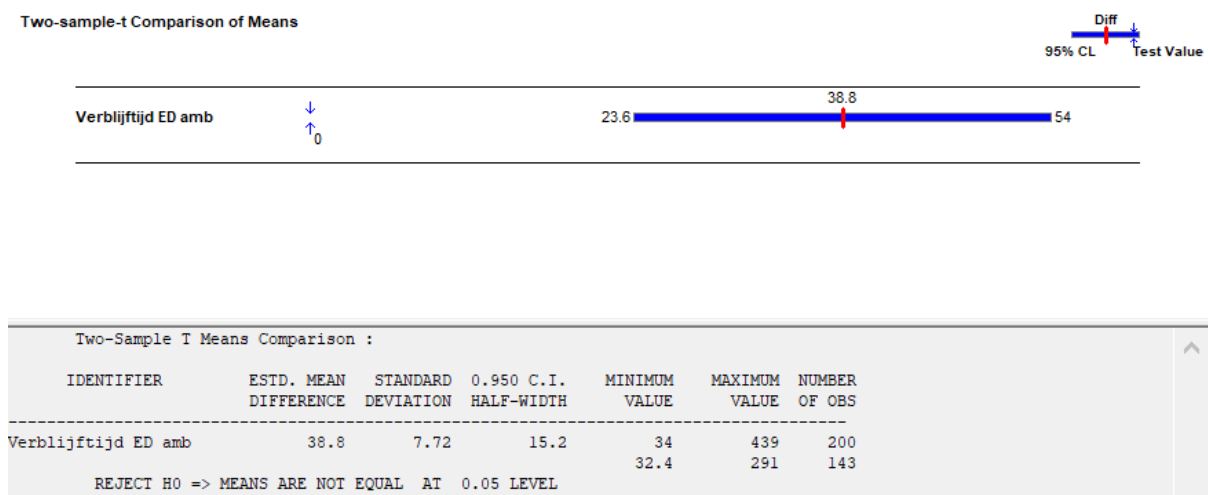 Two-sample-t Comparison of Means
Diff
95% CL Test Value
Verblijftijd ED amb
0
23.6
38.8
54
Two-Sample T Means Comparison :
IDENTIFIER ESTD. MEAN STANDARD 0.950 C.I. MINIMUM MAXIMUM NUMBER
DIFFERENCE DEVIATION HALF-WIDTH VALUE VALUE OF OBS
Verblijftijd ED amb 38.8 7.72 15.2 34 439 200
32.4 291 143
REJECT H0 => MEANS ARE NOT EQUAL AT 0.05 LEVEL